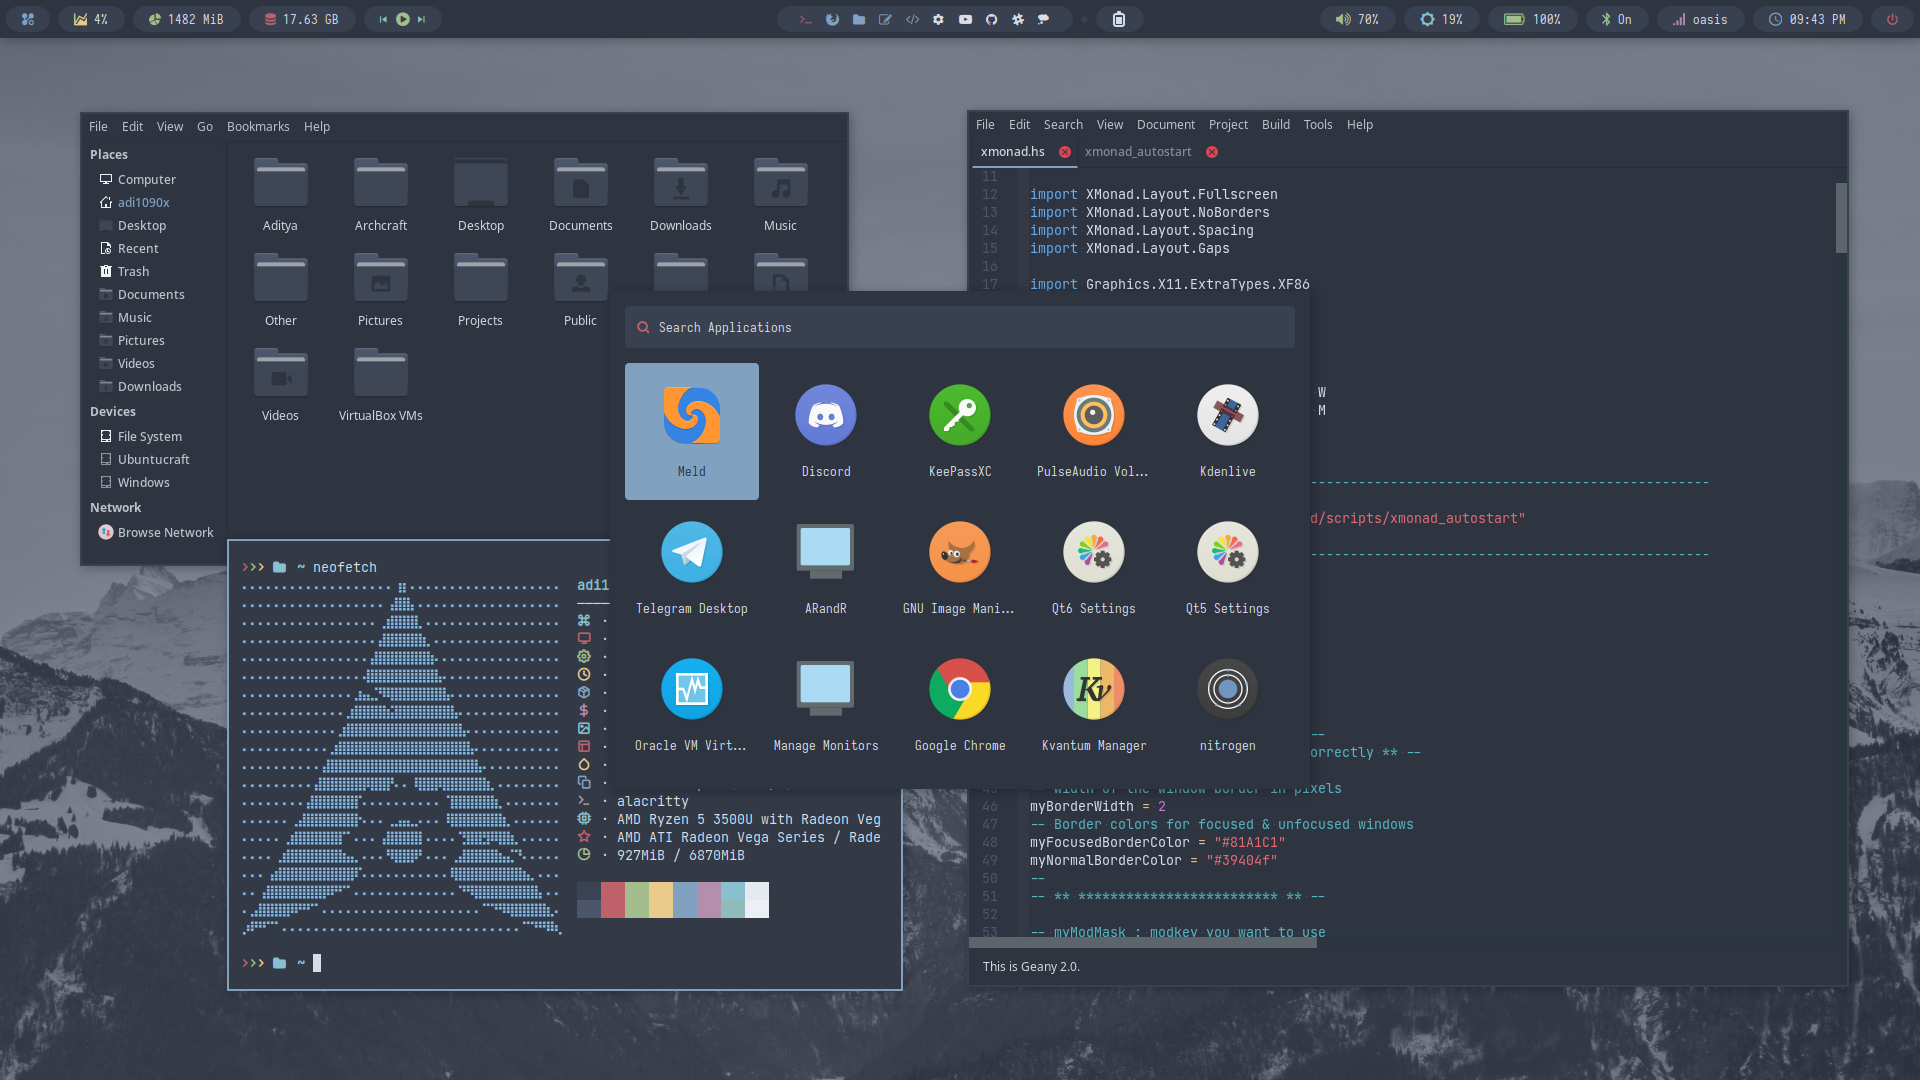 4%
1482 MiB
17.63 GB
70%
19%
100%
On
oasis
09:43 PM
File Edit View Go Bookmarks Help
Places
Computer
adi1090x
Desktop
Recent
Trash
Documents
Music
Pictures
Videos
Downloads
Devices
File System
Ubuntucraft
Windows
Network
Browse Network
Aditya Archcraft Desktop Documents Downloads Music
Other Pictures Projects Public
Videos VirtualBox VMs
File Edit Search View Document Project Build Tools Help
xmonad.hs xmonad_autostart
11
12 import XMonad.Layout.Fullscreen
13 import XMonad.Layout.NoBorders
14 import XMonad.Layout.Spacing
15 import XMonad.Layout.Gaps
16
17 import Graphics.X11.ExtraTypes.XF86
W
M
d/scripts/xmonad_autostart"
--
orrectly ** --
Width of the window border in pixels
46 myBorderWidth = 2
47 -- Border colors for focused & unfocused windows
48 myFocusedBorderColor = "#81A1C1"
49 myNormalBorderColor = "#39404f"
50 --
51 -- ** ************************* ** --
52
53 -- myModMask : modkey you want to use
This is Geany 2.0.
Search Applications
Meld Discord KeePassXC PulseAudio Vol... Kdenlive
Telegram Desktop ARandR GNU Image Mani... Qt6 Settings Qt5 Settings
Oracle VM Virt... Manage Monitors Google Chrome Kvantum Manager nitrogen
>>> ~ neofetch
adi1
· alacritty
· AMD Ryzen 5 3500U with Radeon Veg
· AMD ATI Radeon Vega Series / Rade
· 927MiB / 6870MiB
>>> ~